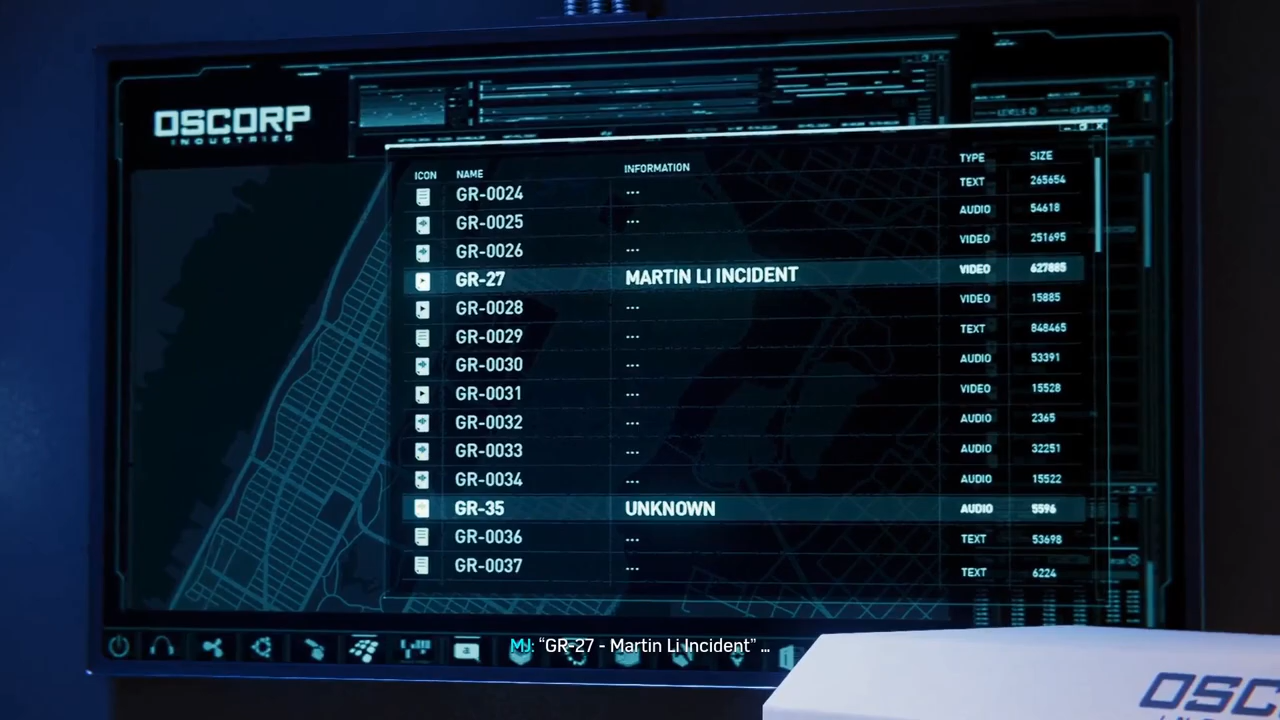 OSCORP
INDUSTRIES
ICON NAME INFORMATION TYPE SIZE
GR-0024 --- TEXT 265654
GR-0025 --- AUDIO 54618
GR-0026 --- VIDEO 251695
GR-27 MARTIN LI INCIDENT VIDEO 627885
GR-0028 --- VIDEO 15885
GR-0029 --- TEXT 848465
GR-0030 --- AUDIO 53391
GR-0031 --- VIDEO 15528
GR-0032 --- AUDIO 2365
GR-0033 --- AUDIO 32251
GR-0034 --- AUDIO 15522
GR-35 UNKNOWN AUDIO 5596
GR-0036 --- TEXT 53698
GR-0037 --- TEXT 6224
MJ: “GR-27 - Martin Li Incident” ...
OSC